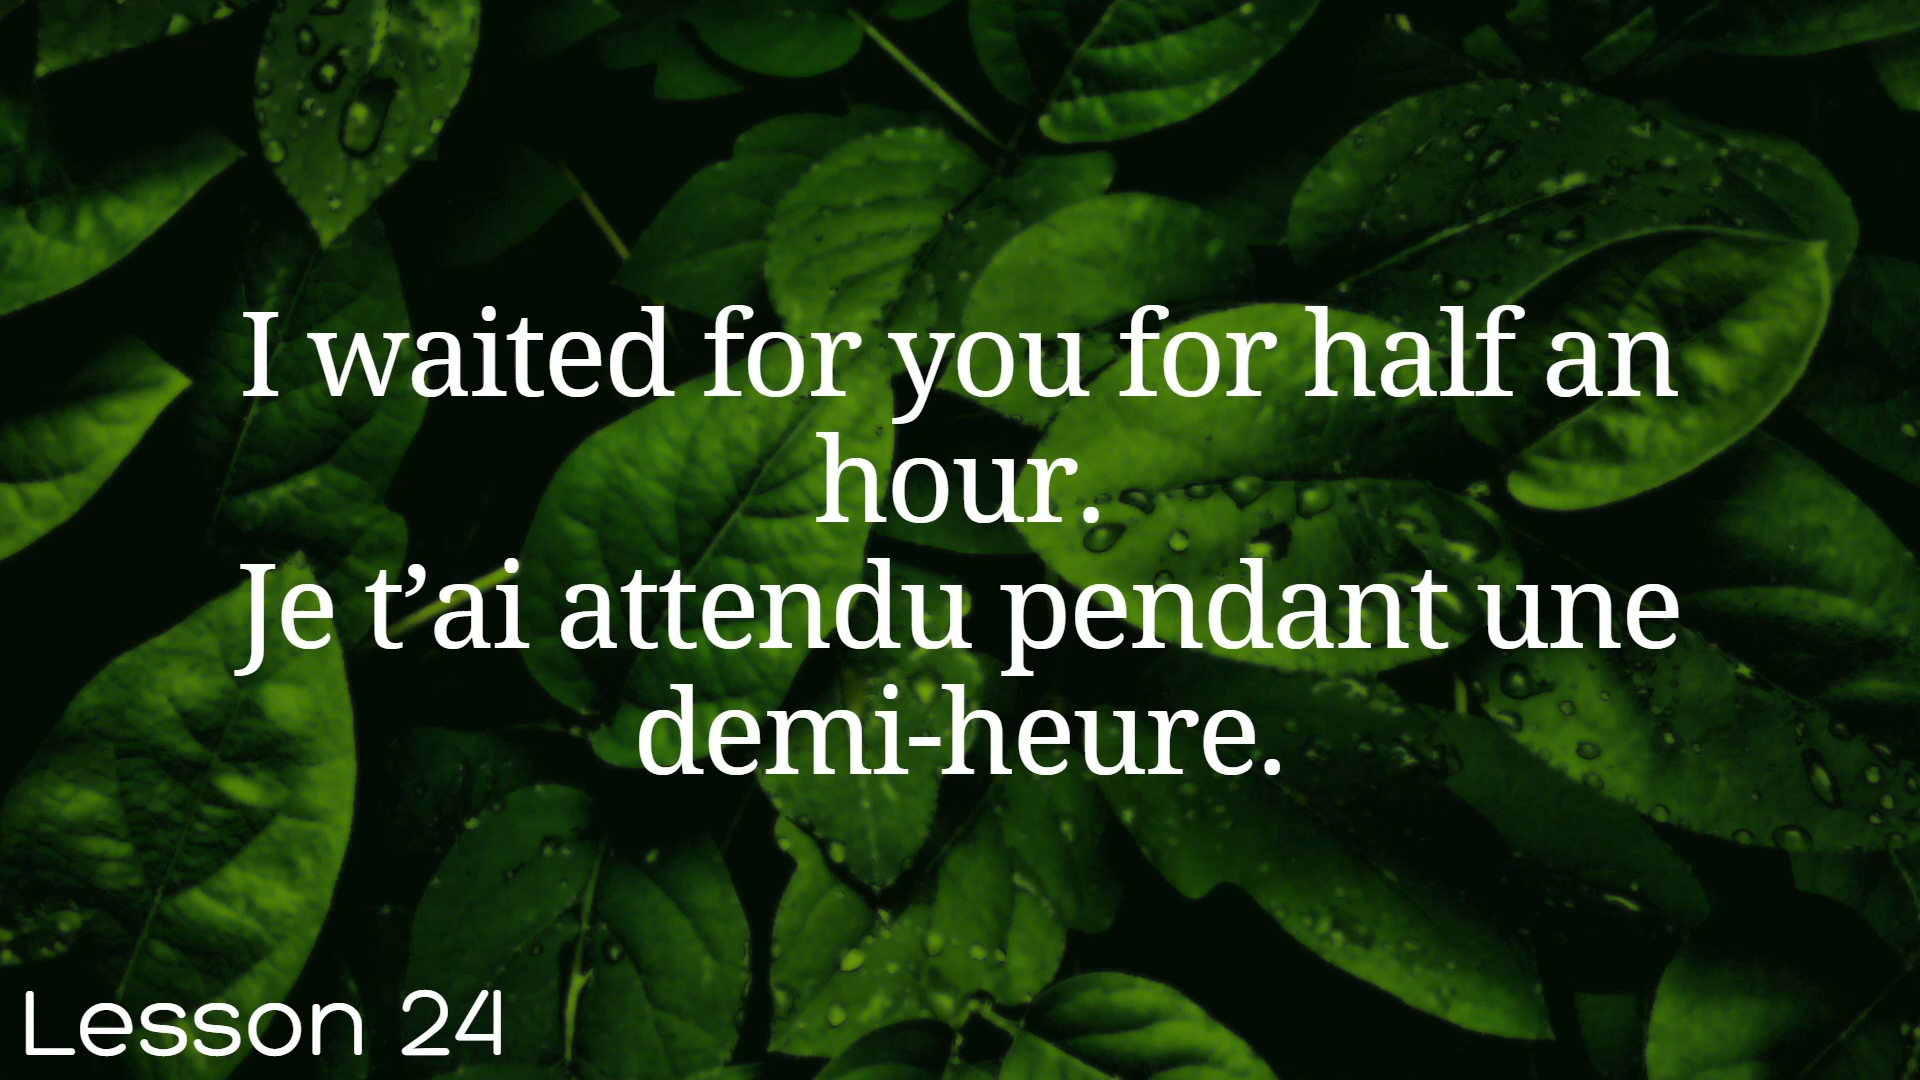 I waited for you for half an
hour.
Je t’ai attendu pendant une
demi-heure.
Lesson 24